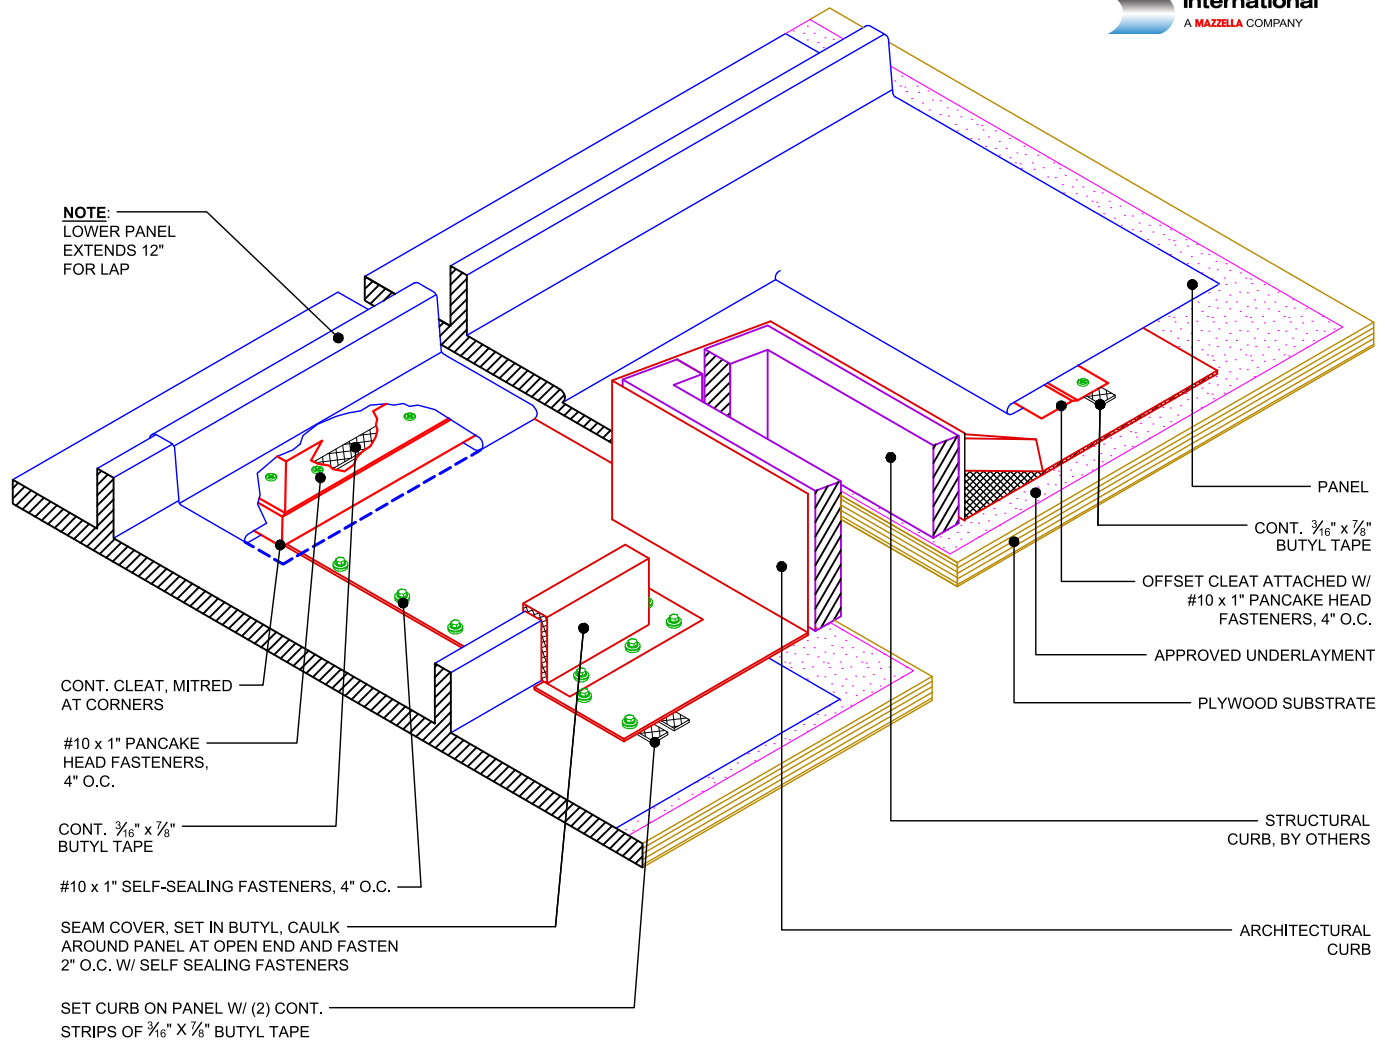 International
A MAZZELLA COMPANY
NOTE:
LOWER PANEL
EXTENDS 12"
FOR LAP
PANEL
CONT. 3/16" x 7/8"
BUTYL TAPE
OFFSET CLEAT ATTACHED W/
#10 x 1" PANCAKE HEAD
FASTENERS, 4" O.C.
APPROVED UNDERLAYMENT
PLYWOOD SUBSTRATE
STRUCTURAL
CURB, BY OTHERS
ARCHITECTURAL
CURB
CONT. CLEAT, MITRED
AT CORNERS
#10 x 1" PANCAKE
HEAD FASTENERS,
4" O.C.
CONT. 3/16" x 7/8"
BUTYL TAPE
#10 x 1" SELF-SEALING FASTENERS, 4" O.C.
SEAM COVER, SET IN BUTYL, CAULK
AROUND PANEL AT OPEN END AND FASTEN
2" O.C. W/ SELF SEALING FASTENERS
SET CURB ON PANEL W/ (2) CONT.
STRIPS OF 3/16" X 7/8" BUTYL TAPE